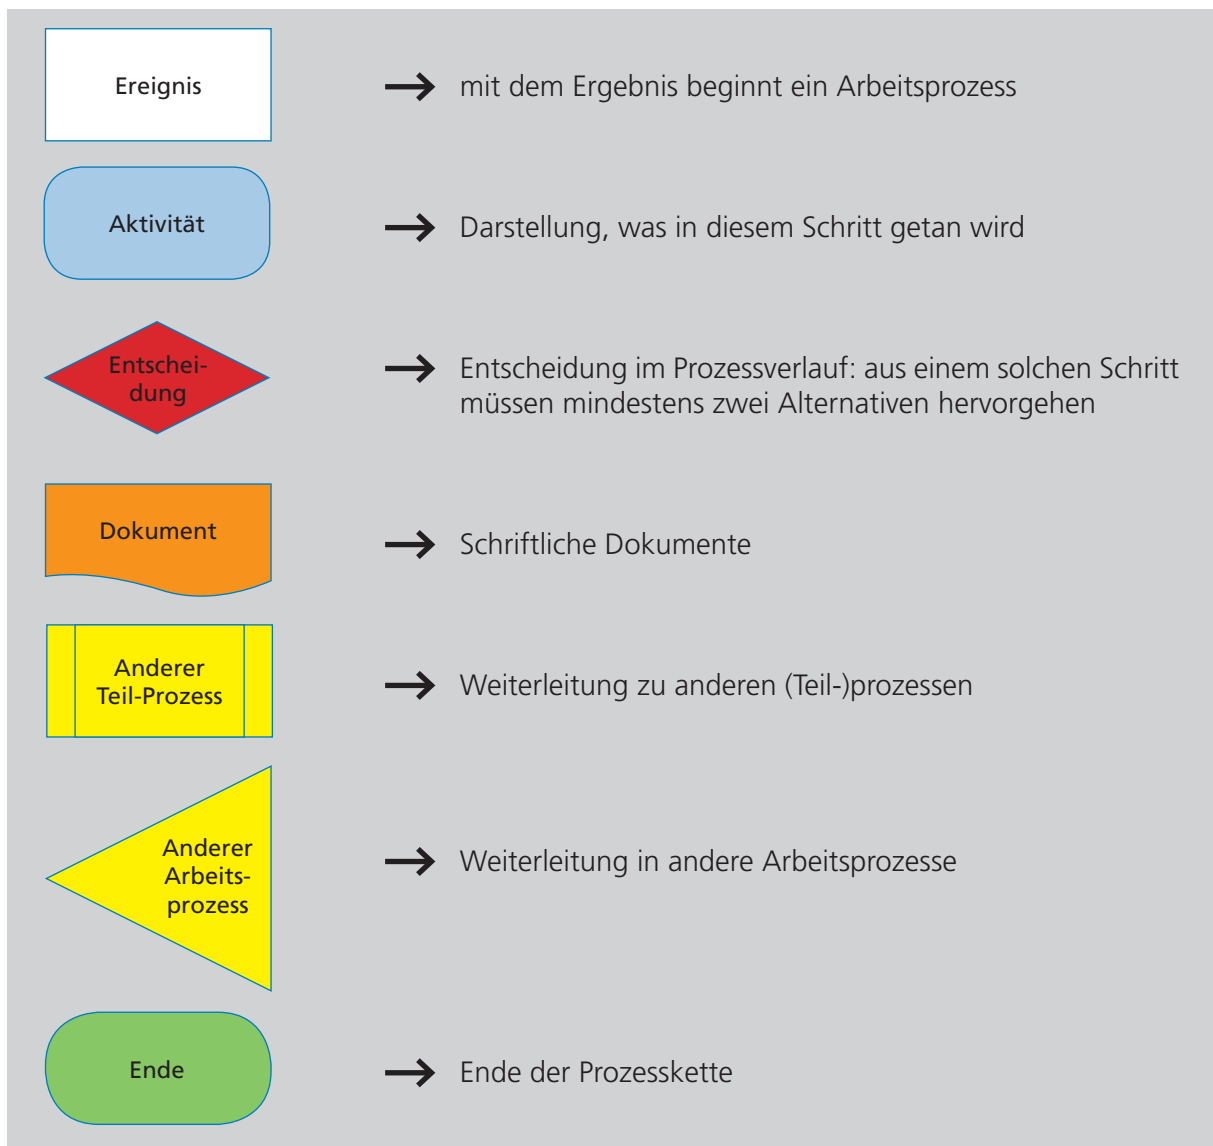 Ereignis
mit dem Ergebnis beginnt ein Arbeitsprozess
Aktivität
Darstellung, was in diesem Schritt getan wird
Entschei-
dung
Entscheidung im Prozessverlauf: aus einem solchen Schritt
müssen mindestens zwei Alternativen hervorgehen
Dokument
Schriftliche Dokumente
Anderer
Teil-Prozess
Weiterleitung zu anderen (Teil-)prozessen
Anderer
Arbeits-
prozess
Weiterleitung in andere Arbeitsprozesse
Ende
Ende der Prozesskette